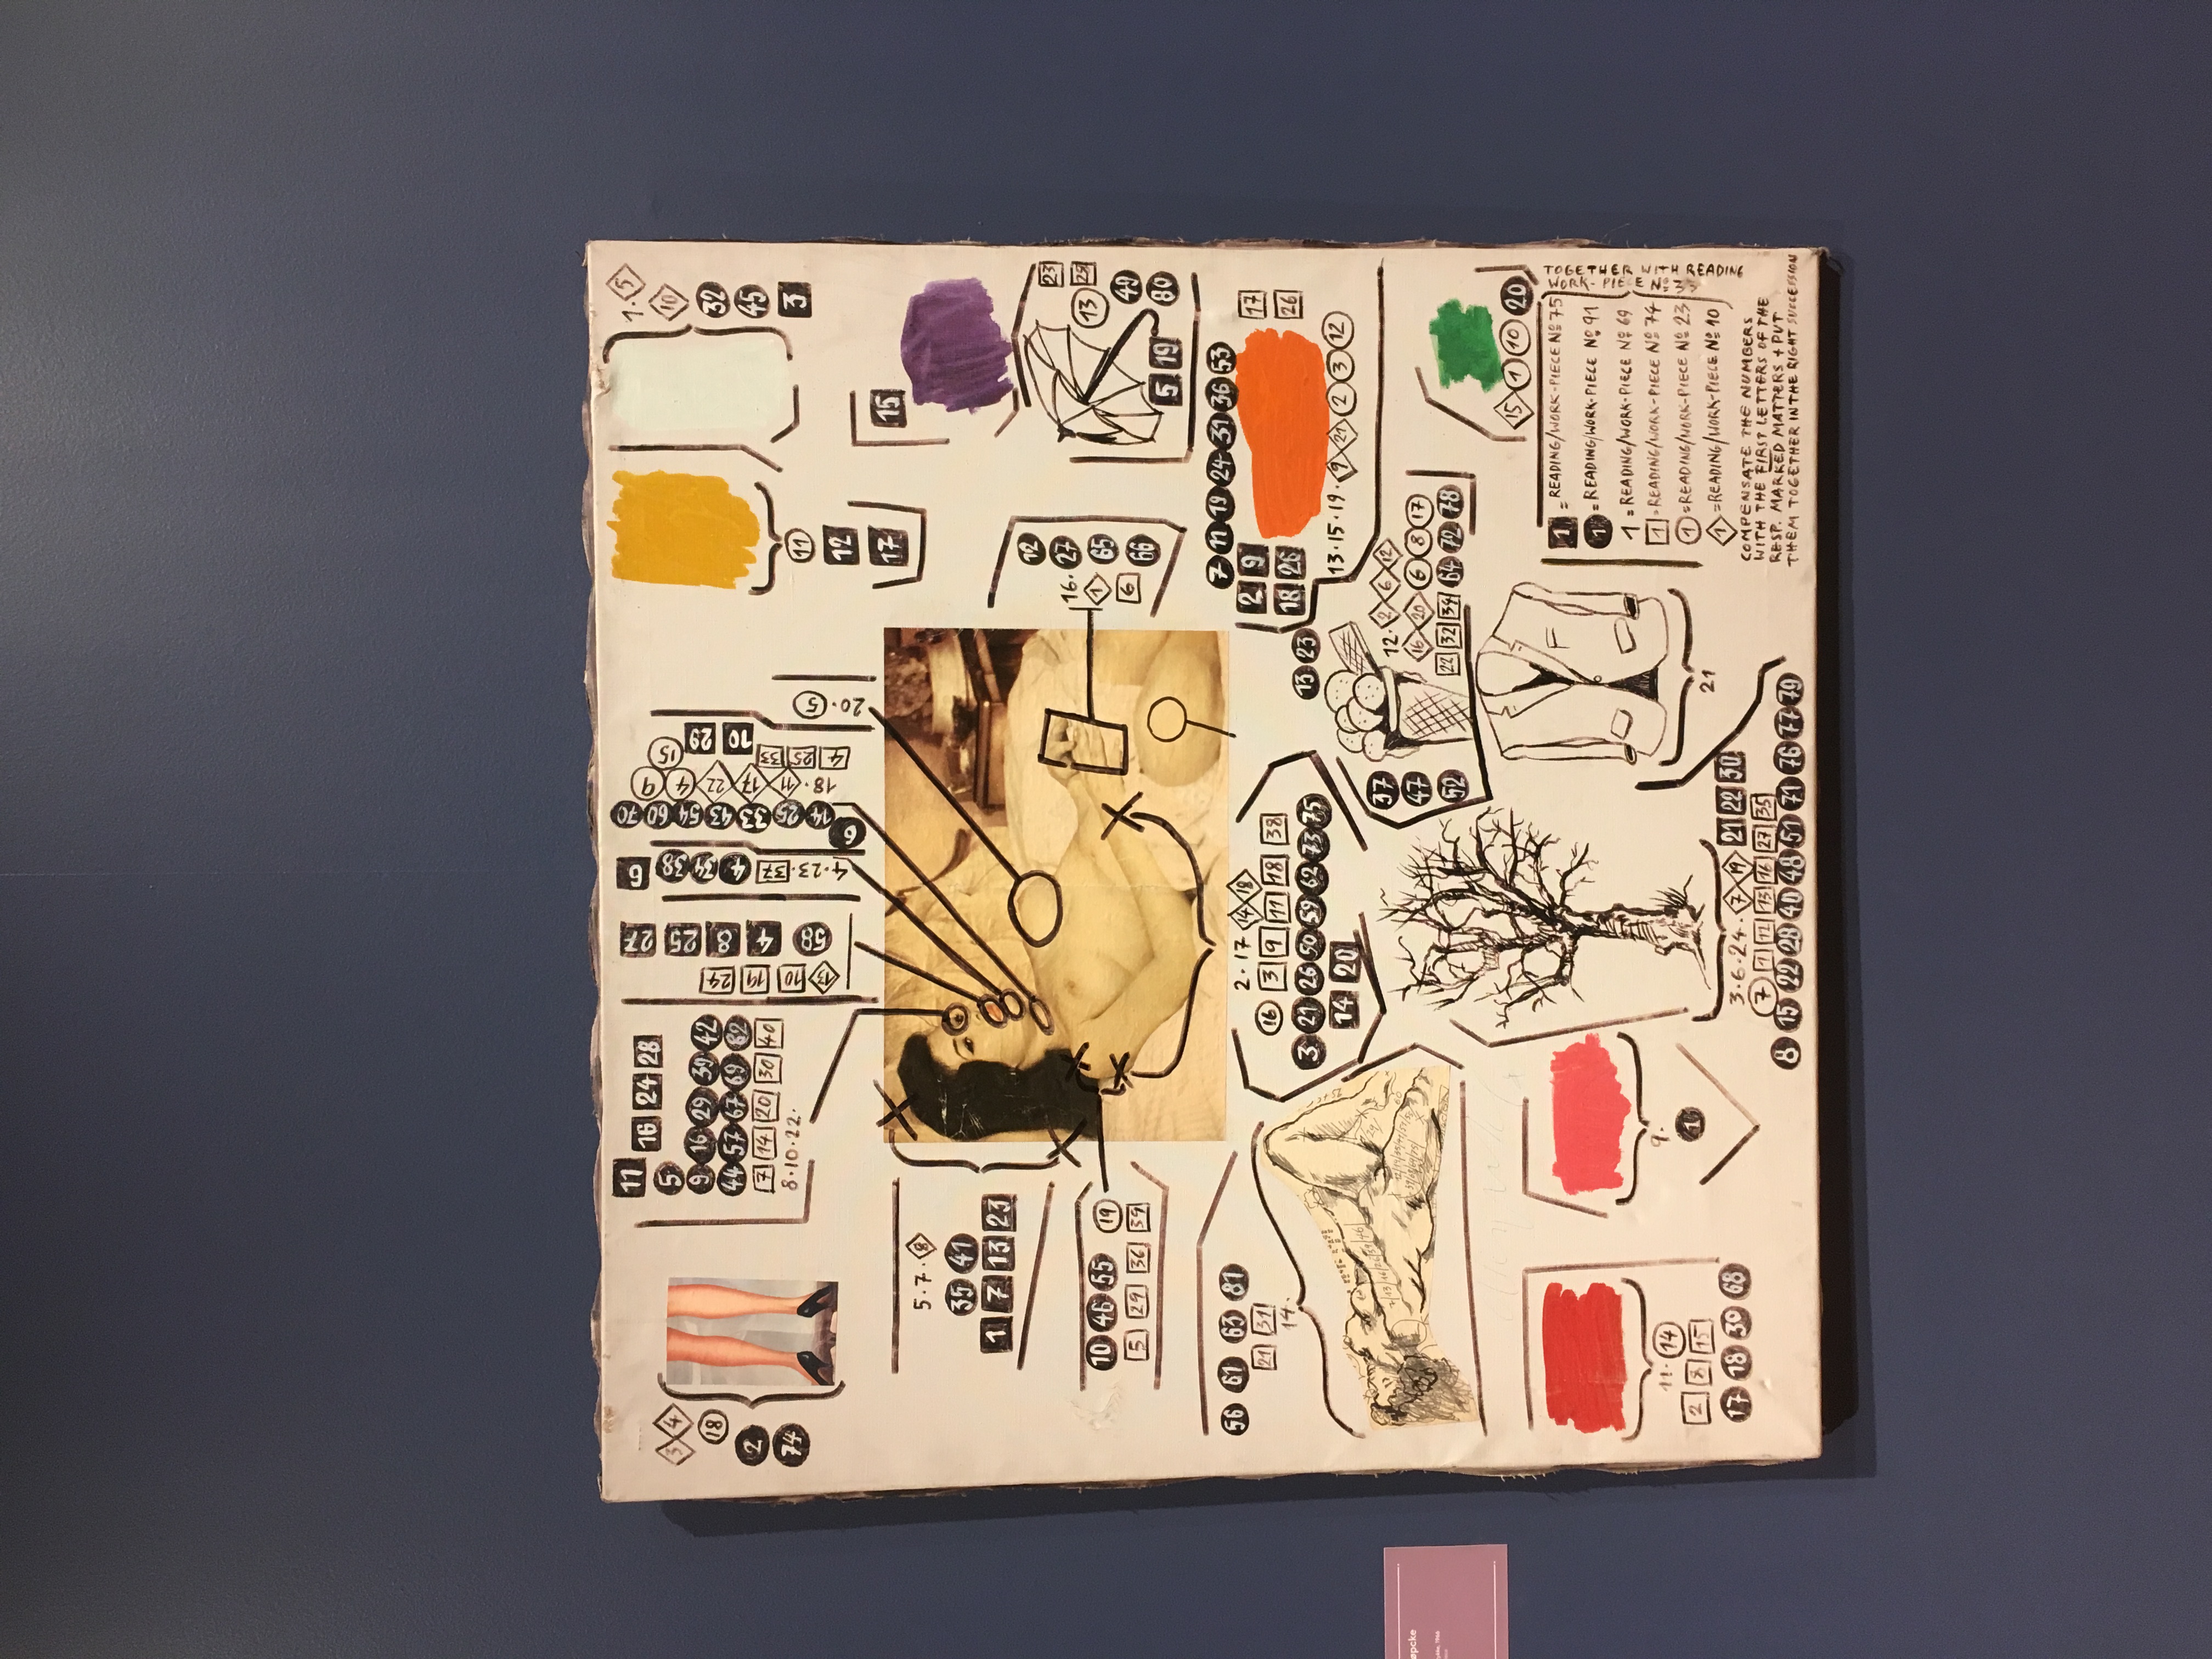 3 4
18
2
74
11 16 24 28
5
9 16 29 39 42
44 57 67 69 82
7 14 20 30 40
8·10·22·
13 10 19 24
58 4 8 25 27
4·23·37
4 34 38 6
6 14 25 33 43 54 60 70
18· 11 17 22 4 9
4 25 33 10 29 15
20· 5
11
12
17
1· 5
10
32
45
3
15
5·7· 8
35 41
1 7 13 23
10 46 55 19
5 29 36 39
12
16· 27
1 65
6 66
23
13 28
49
5 19 80
56 61 63 81
21 31
14·
2·17 14 18
16 3 9 11 18 38
3 21 26 50 59 62 73 75
14 20
7 11 19 24 31 36 53
2 9 17
18 26 26
13·15·19· 9 21 2 3 12
13 23
37 12· 2 6 12
47 16 20 6 8 17
52 22 32 34 64 72 78
15 1 10 20
11· 14
2 8 15
17 18 30 68
9·
1
3·6·24· 7 19 21 22 30
7 1 12 13 16 27 35
8 15 22 28 40 48 51 71 76 77 79
F
21
1 = READING/WORK-PIECE No 75
1 = READING/WORK-PIECE No 91
1 = READING/WORK-PIECE No 69
1 = READING/WORK-PIECE No 74
1 = READING/WORK-PIECE No 23
1 = READING/WORK-PIECE No 10
TOGETHER WITH READING
WORK-PIECE No 33
COMPENSATE THE NUMBERS
WITH THE FIRST LETTERS OF THE
RESP. MARKED MATTERS + PUT
THEM TOGETHER IN THE RIGHT SUCCESSION